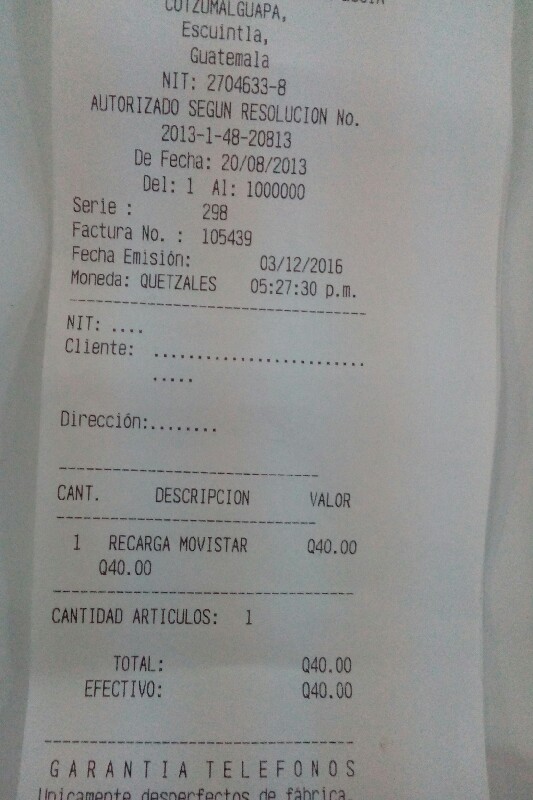 COTZUMALGUAPA,
Escuintla,
Guatemala
NIT: 2704633-8
AUTORIZADO SEGUN RESOLUCION No.
2013-1-48-20813
De Fecha: 20/08/2013
Del: 1 Al: 1000000
Serie : 298
Factura No. : 105439
Fecha Emisión: 03/12/2016
Moneda: QUETZALES 05:27:30 p.m.
NIT: ....
Cliente: ........................
.....
Dirección:........
CANT. DESCRIPCION VALOR
1 RECARGA MOVISTAR Q40.00
Q40.00
CANTIDAD ARTICULOS: 1
TOTAL: Q40.00
EFECTIVO: Q40.00
G A R A N T I A T E L E F O N O S
Unicamente desperfectos de fábrica.